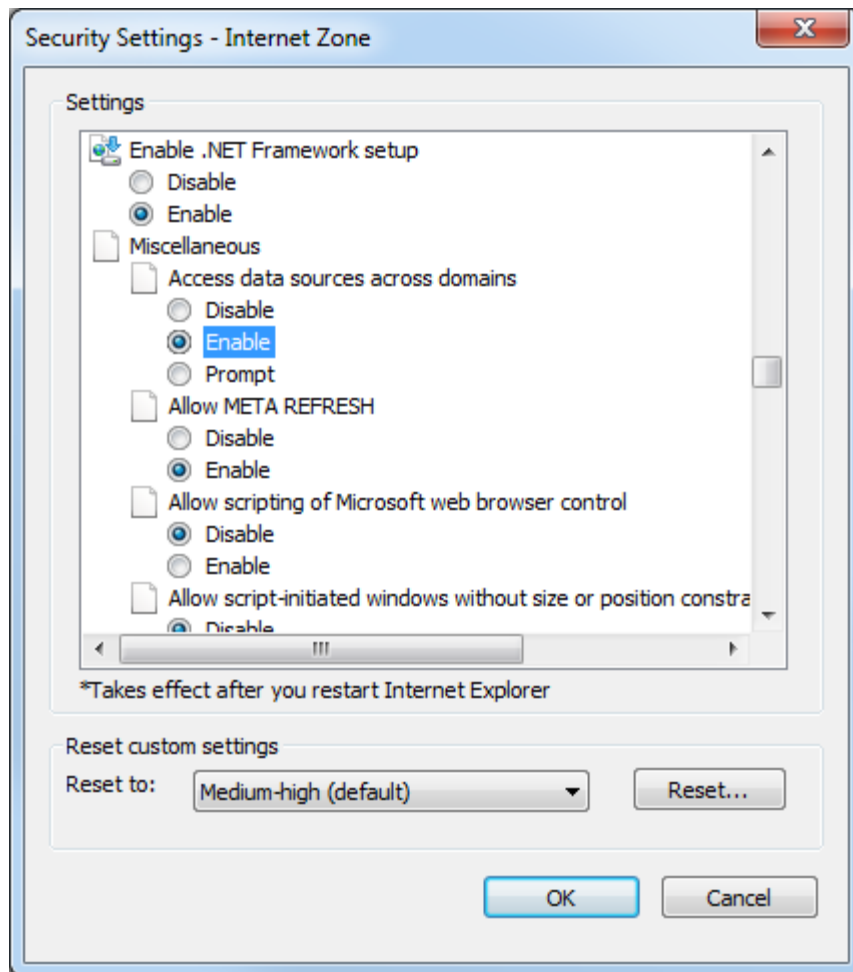 Security Settings - Internet Zone
Settings
Enable .NET Framework setup
Disable
Enable
Miscellaneous
Access data sources across domains
Disable
Enable
Prompt
Allow META REFRESH
Disable
Enable
Allow scripting of Microsoft web browser control
Disable
Enable
Allow script-initiated windows without size or position constra
Disable
*Takes effect after you restart Internet Explorer
Reset custom settings
Reset to:
Medium-high (default)
Reset...
OK
Cancel